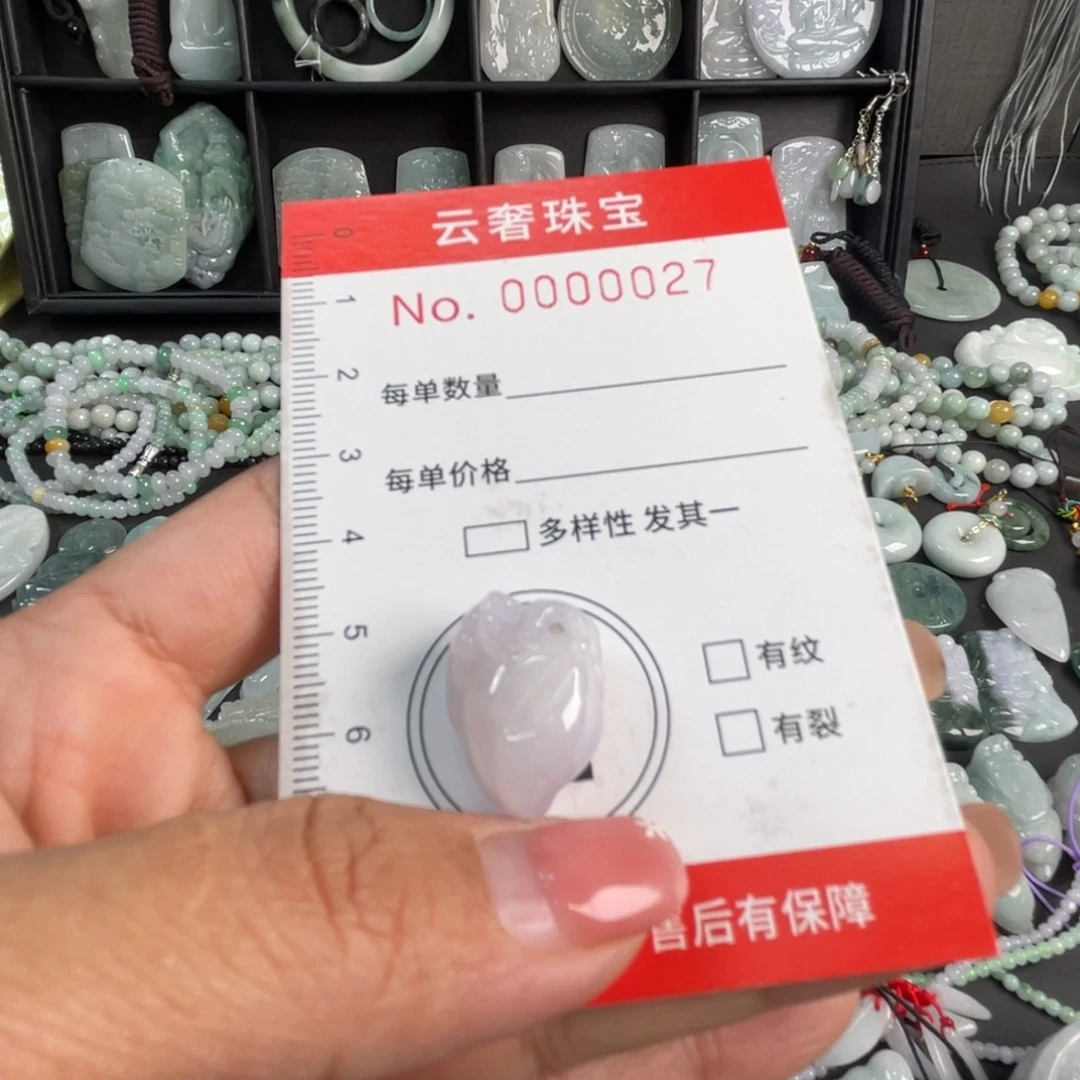 云奢珠宝
No. 0000027
每单数量
每单价格
多样性 发其一
有纹
有裂
售后有保障
0
1
2
3
4
5
6